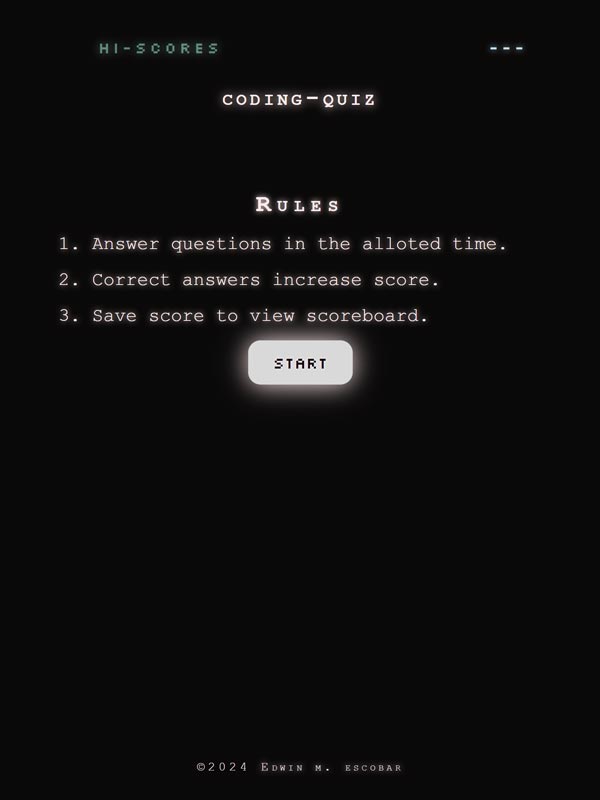 HI-SCORES ---
CODING-QUIZ
RULES
1. Answer questions in the alloted time.
2. Correct answers increase score.
3. Save score to view scoreboard.
START
©2024 EDWIN M. ESCOBAR